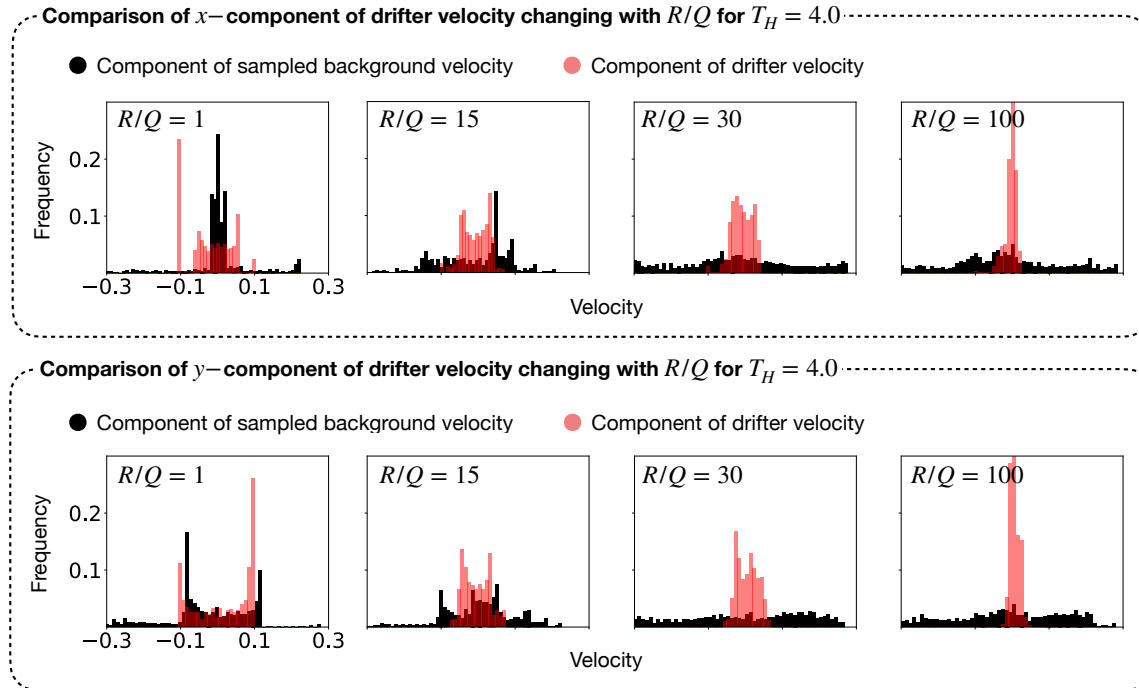 Comparison of x−component of drifter velocity changing with R/Q for T_H = 4.0
Component of sampled background velocity Component of drifter velocity
R/Q = 1 R/Q = 15 R/Q = 30 R/Q = 100
Frequency
0.2
0.1
−0.3 −0.1 0.1 0.3
Velocity
Comparison of y−component of drifter velocity changing with R/Q for T_H = 4.0
Component of sampled background velocity Component of drifter velocity
R/Q = 1 R/Q = 15 R/Q = 30 R/Q = 100
Frequency
0.2
0.1
−0.3 −0.1 0.1 0.3
Velocity